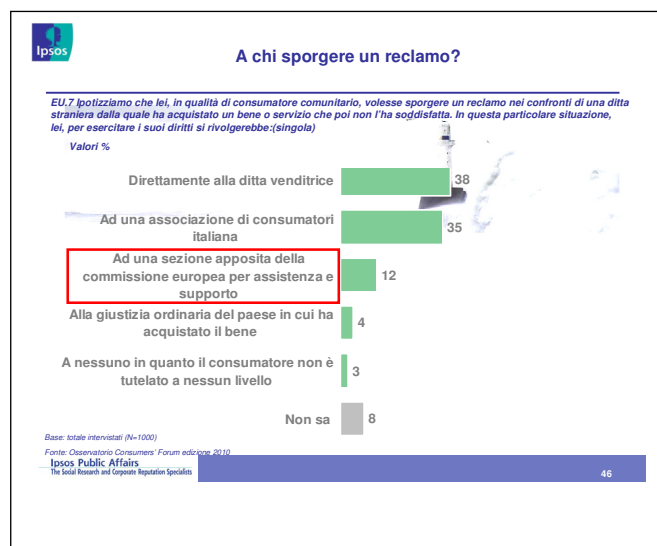 Ipsos
A chi sporgere un reclamo?
EU.7 Ipotizziamo che lei, in qualità di consumatore comunitario, volesse sporgere un reclamo nei confronti di una ditta
straniera dalla quale ha acquistato un bene o servizio che poi non l'ha soddisfatta. In questa particolare situazione,
lei, per esercitare i suoi diritti si rivolgerebbe:(singola)
Valori %
Direttamente alla ditta venditrice
38
Ad una associazione di consumatori
italiana
35
Ad una sezione apposita della
commissione europea per assistenza e
supporto
12
Alla giustizia ordinaria del paese in cui ha
acquistato il bene
4
A nessuno in quanto il consumatore non è
tutelato a nessun livello
3
Non sa
8
Base: totale intervistati (N=1000)
Fonte: Osservatorio Consumers' Forum edizione 2010
Ipsos Public Affairs
The Social Research and Corporate Reputation Specialists
46